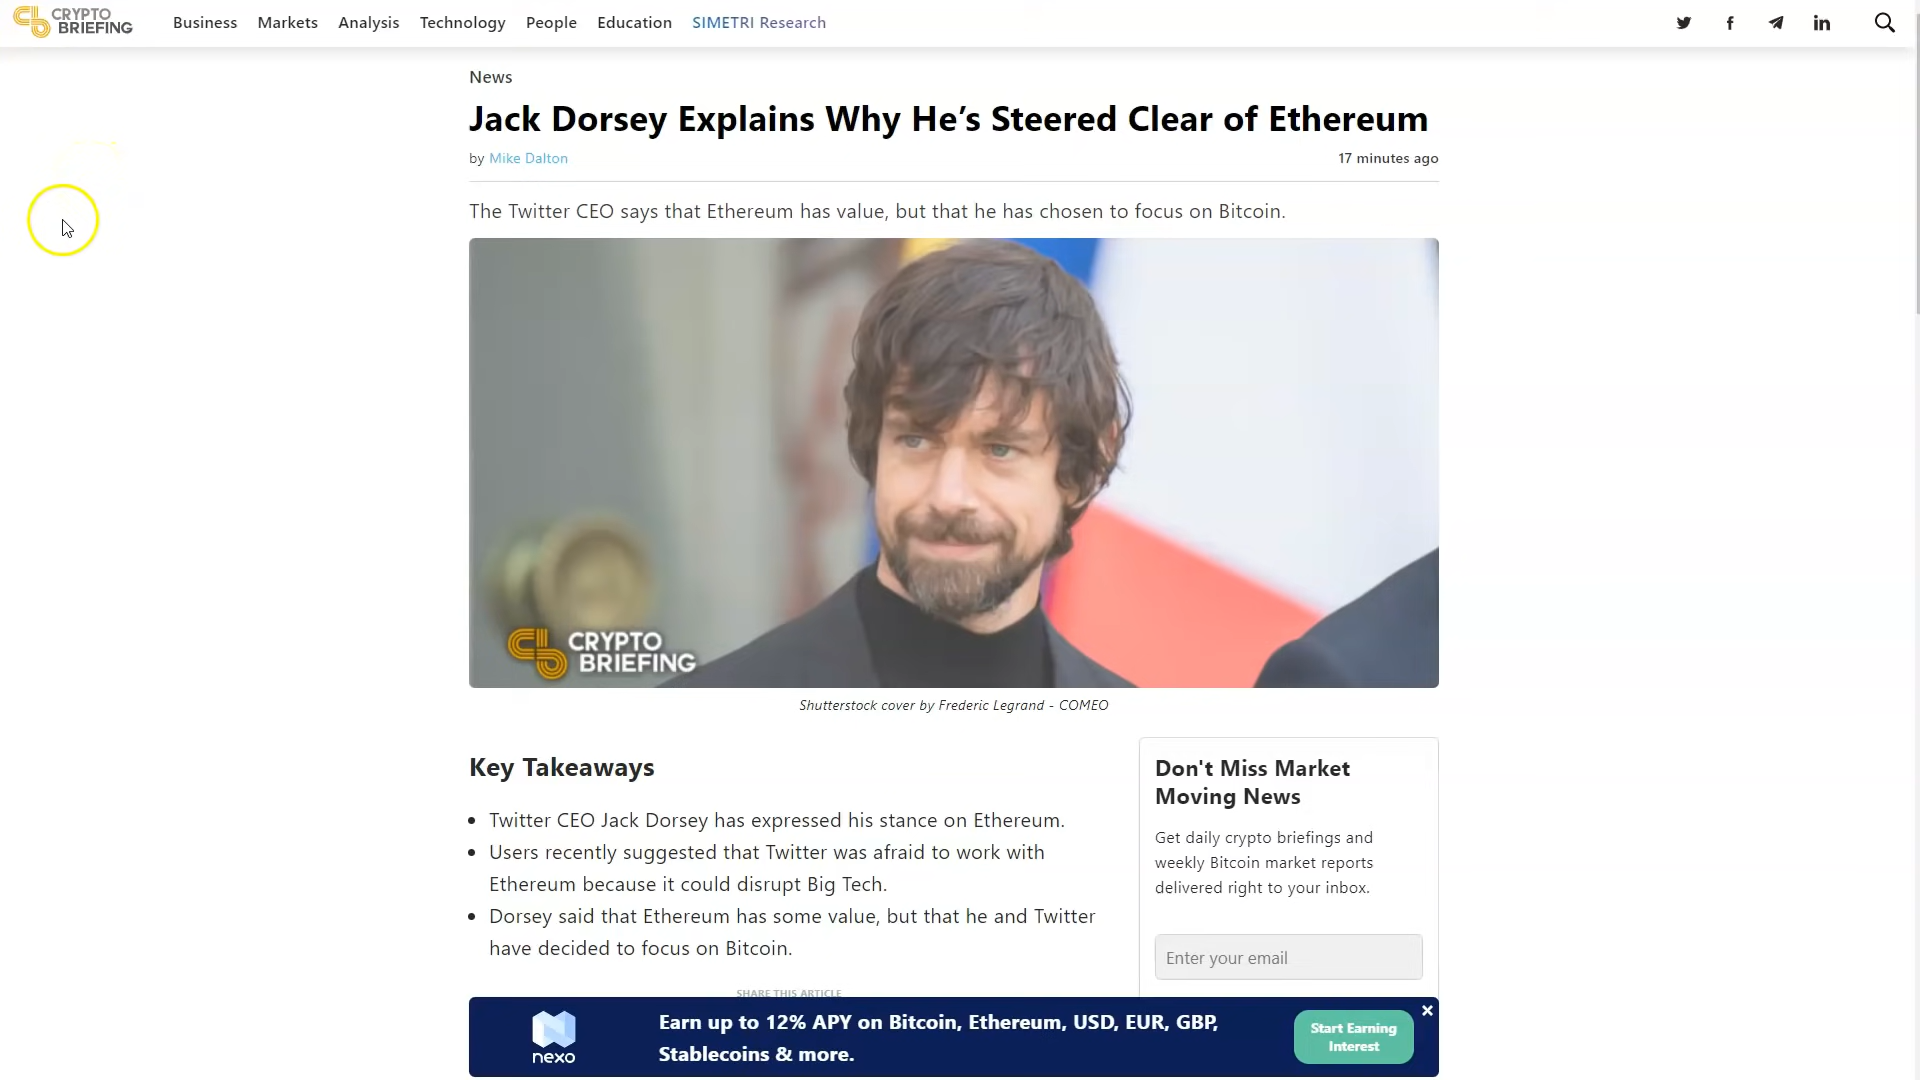 CRYPTO
BRIEFING
Business Markets Analysis Technology People Education SIMETRI Research
News
Jack Dorsey Explains Why He’s Steered Clear of Ethereum
by Mike Dalton
17 minutes ago
The Twitter CEO says that Ethereum has value, but that he has chosen to focus on Bitcoin.
CRYPTO
BRIEFING
Shutterstock cover by Frederic Legrand - COMEO
Key Takeaways
Twitter CEO Jack Dorsey has expressed his stance on Ethereum.
Users recently suggested that Twitter was afraid to work with
Ethereum because it could disrupt Big Tech.
Dorsey said that Ethereum has some value, but that he and Twitter
have decided to focus on Bitcoin.
SHARE THIS ARTICLE
Don't Miss Market
Moving News
Get daily crypto briefings and
weekly Bitcoin market reports
delivered right to your inbox.
Enter your email
nexo
Earn up to 12% APY on Bitcoin, Ethereum, USD, EUR, GBP,
Stablecoins & more.
Start Earning
Interest